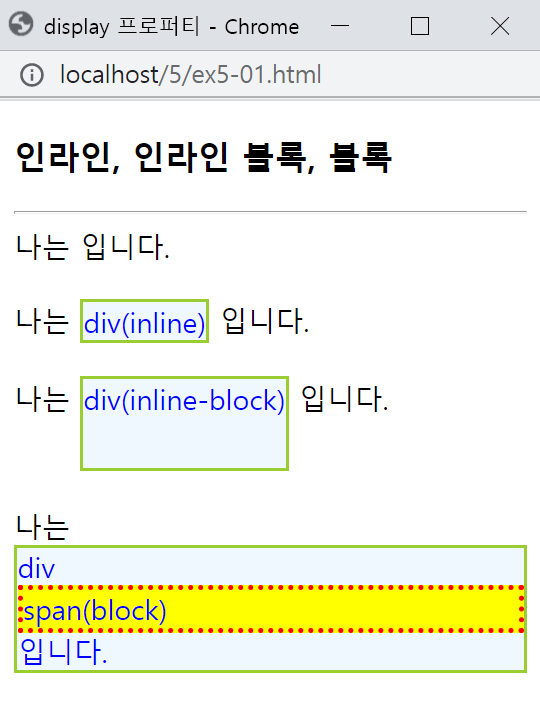 display 프로퍼티 - Chrome
localhost/5/ex5-01.html
인라인, 인라인 블록, 블록
나는 입니다.
나는 div(inline) 입니다.
나는 div(inline-block) 입니다.
나는
div
span(block)
입니다.